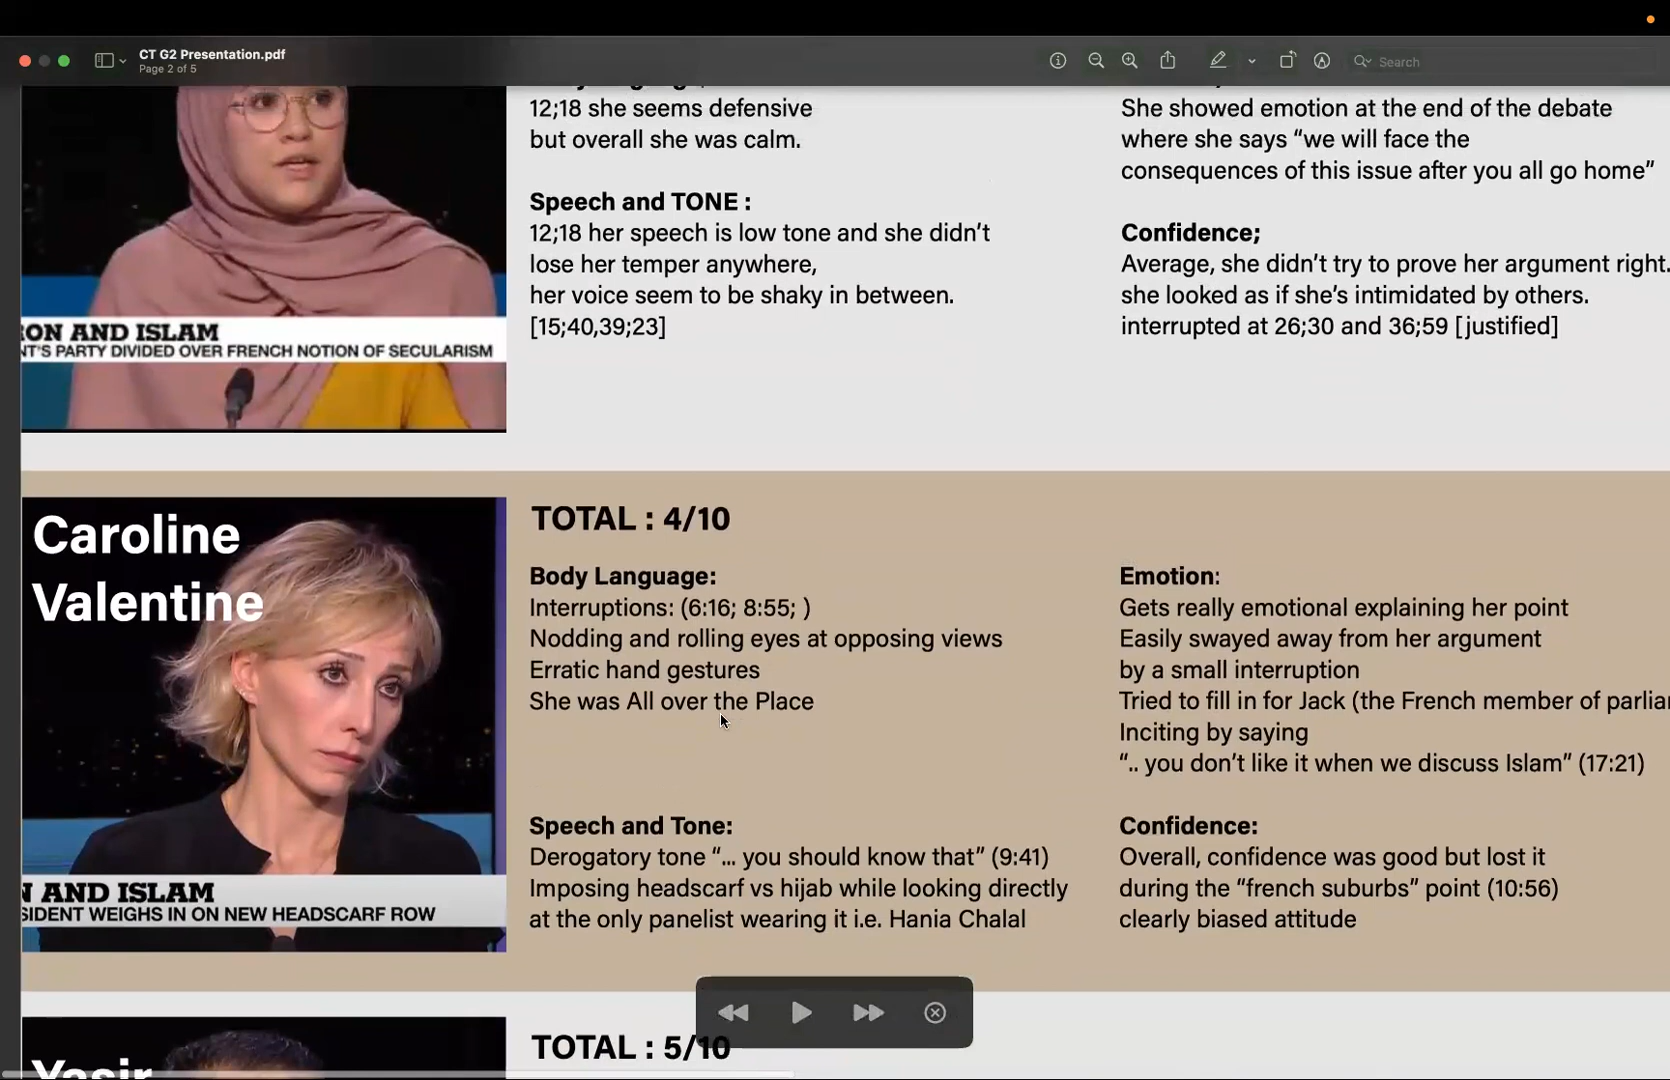 CT G2 Presentation.pdf
Page 2 of 5
Search
12;18 she seems defensive
but overall she was calm.
Speech and TONE :
12;18 her speech is low tone and she didn't
lose her temper anywhere,
her voice seem to be shaky in between.
[15;40,39;23]
She showed emotion at the end of the debate
where she says “we will face the
consequences of this issue after you all go home”
Confidence;
Average, she didn't try to prove her argument right.
she looked as if she's intimidated by others.
interrupted at 26;30 and 36;59 [justified]
ON AND ISLAM
NT'S PARTY DIVIDED OVER FRENCH NOTION OF SECULARISM
Caroline
Valentine
N AND ISLAM
SIDENT WEIGHS IN ON NEW HEADSCARF ROW
TOTAL : 4/10
Body Language:
Interruptions: (6:16; 8:55; )
Nodding and rolling eyes at opposing views
Erratic hand gestures
She was All over the Place
Speech and Tone:
Derogatory tone “... you should know that” (9:41)
Imposing headscarf vs hijab while looking directly
at the only panelist wearing it i.e. Hania Chalal
Emotion:
Gets really emotional explaining her point
Easily swayed away from her argument
by a small interruption
Tried to fill in for Jack (the French member of parlia
Inciting by saying
“.. you don't like it when we discuss Islam” (17:21)
Confidence:
Overall, confidence was good but lost it
during the “french suburbs” point (10:56)
clearly biased attitude
Yasir
TOTAL : 5/10